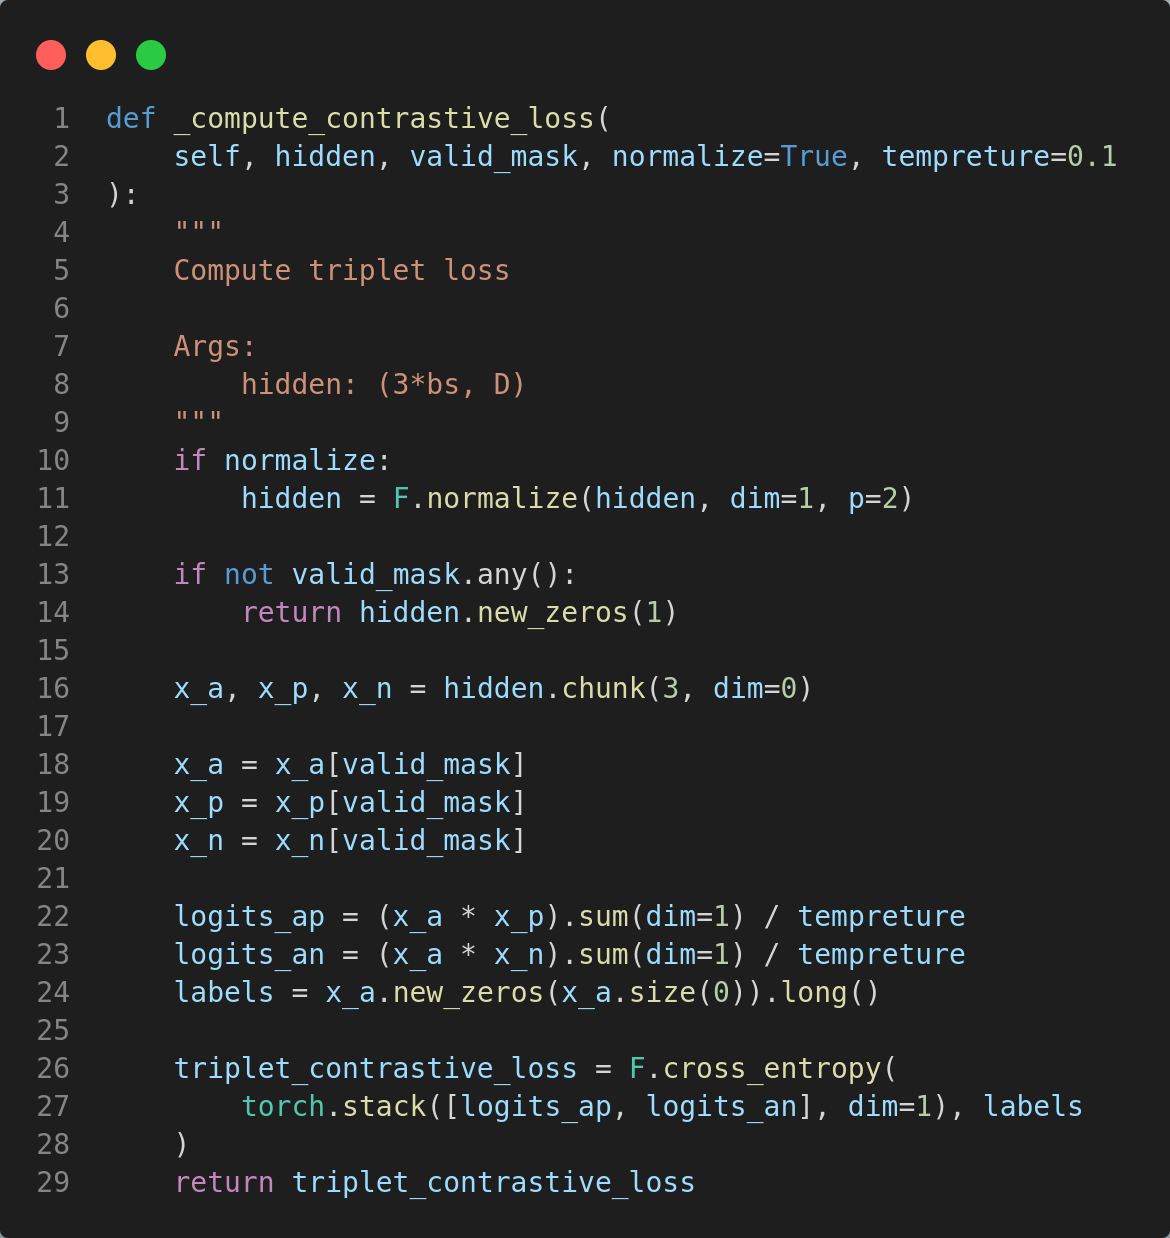 1 def _compute_contrastive_loss(
2     self, hidden, valid_mask, normalize=True, tempreture=0.1
3 ):
4     """
5     Compute triplet loss
6
7     Args:
8         hidden: (3*bs, D)
9     """
10     if normalize:
11         hidden = F.normalize(hidden, dim=1, p=2)
12
13     if not valid_mask.any():
14         return hidden.new_zeros(1)
15
16     x_a, x_p, x_n = hidden.chunk(3, dim=0)
17
18     x_a = x_a[valid_mask]
19     x_p = x_p[valid_mask]
20     x_n = x_n[valid_mask]
21
22     logits_ap = (x_a * x_p).sum(dim=1) / tempreture
23     logits_an = (x_a * x_n).sum(dim=1) / tempreture
24     labels = x_a.new_zeros(x_a.size(0)).long()
25
26     triplet_contrastive_loss = F.cross_entropy(
27         torch.stack([logits_ap, logits_an], dim=1), labels
28     )
29     return triplet_contrastive_loss